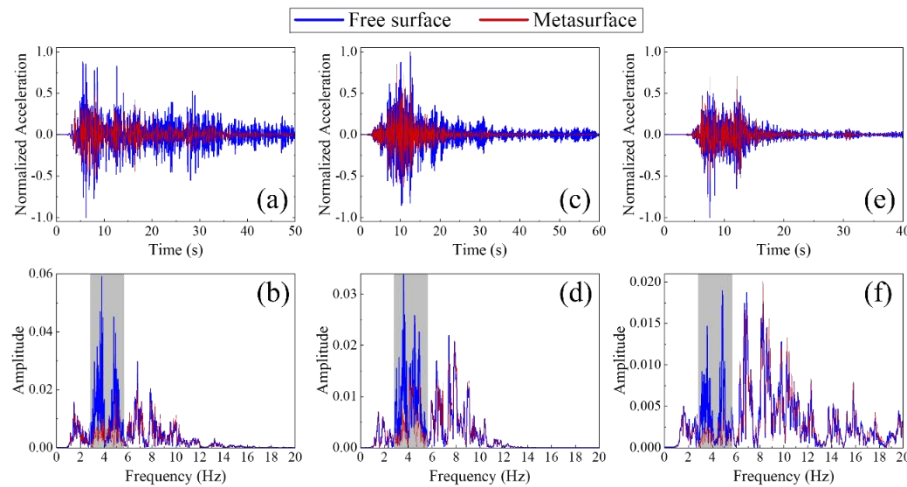 Free surface Metasurface
1.0 0.5 0.0 -0.5 -1.0
Normalized Acceleration
(a)
0 10 20 30 40 50
Time (s)
1.0 0.5 0.0 -0.5 -1.0
Normalized Acceleration
(c)
0 10 20 30 40 50 60
Time (s)
1.0 0.5 0.0 -0.5 -1.0
Normalized Acceleration
(e)
0 10 20 30 40
Time (s)
0.06 0.04 0.02 0.00
Amplitude
(b)
0 2 4 6 8 10 12 14 16 18 20
Frequency (Hz)
0.03 0.02 0.01 0.00
Amplitude
(d)
0 2 4 6 8 10 12 14 16 18 20
Frequency (Hz)
0.020 0.015 0.010 0.005 0.000
Amplitude
(f)
0 2 4 6 8 10 12 14 16 18 20
Frequency (Hz)